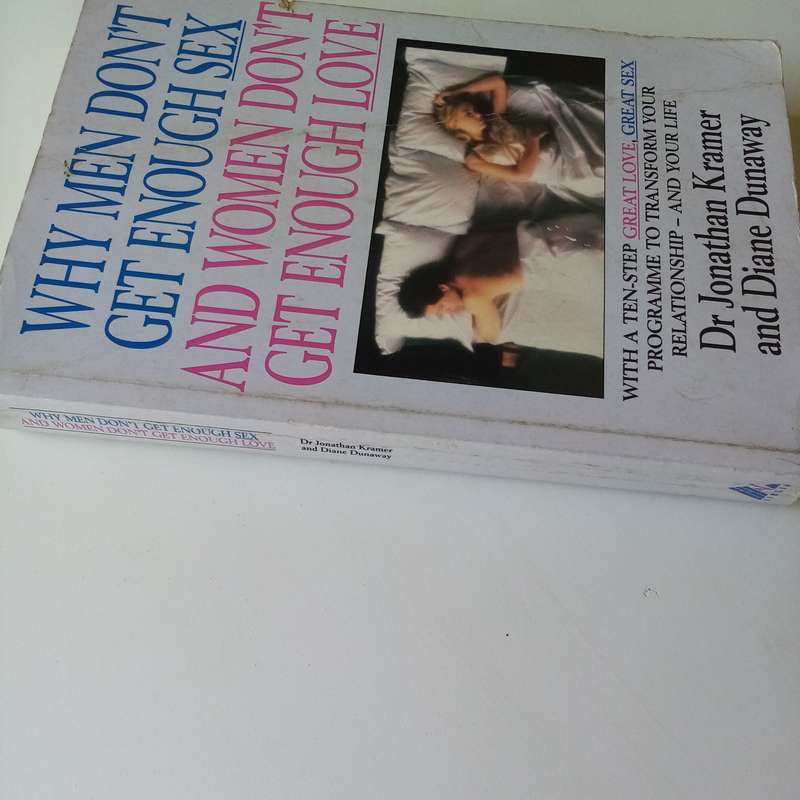 WHY MEN DON'T
GET ENOUGH SEX
AND WOMEN DON'T
GET ENOUGH LOVE
WITH A TEN-STEP GREAT LOVE, GREAT SEX
PROGRAMME TO TRANSFORM YOUR
RELATIONSHIP – AND YOUR LIFE
Dr Jonathan Kramer
and Diane Dunaway
WHY MEN DON'T GET ENOUGH SEX
AND WOMEN DON'T GET ENOUGH LOVE
Dr Jonathan Kramer
and Diane Dunaway